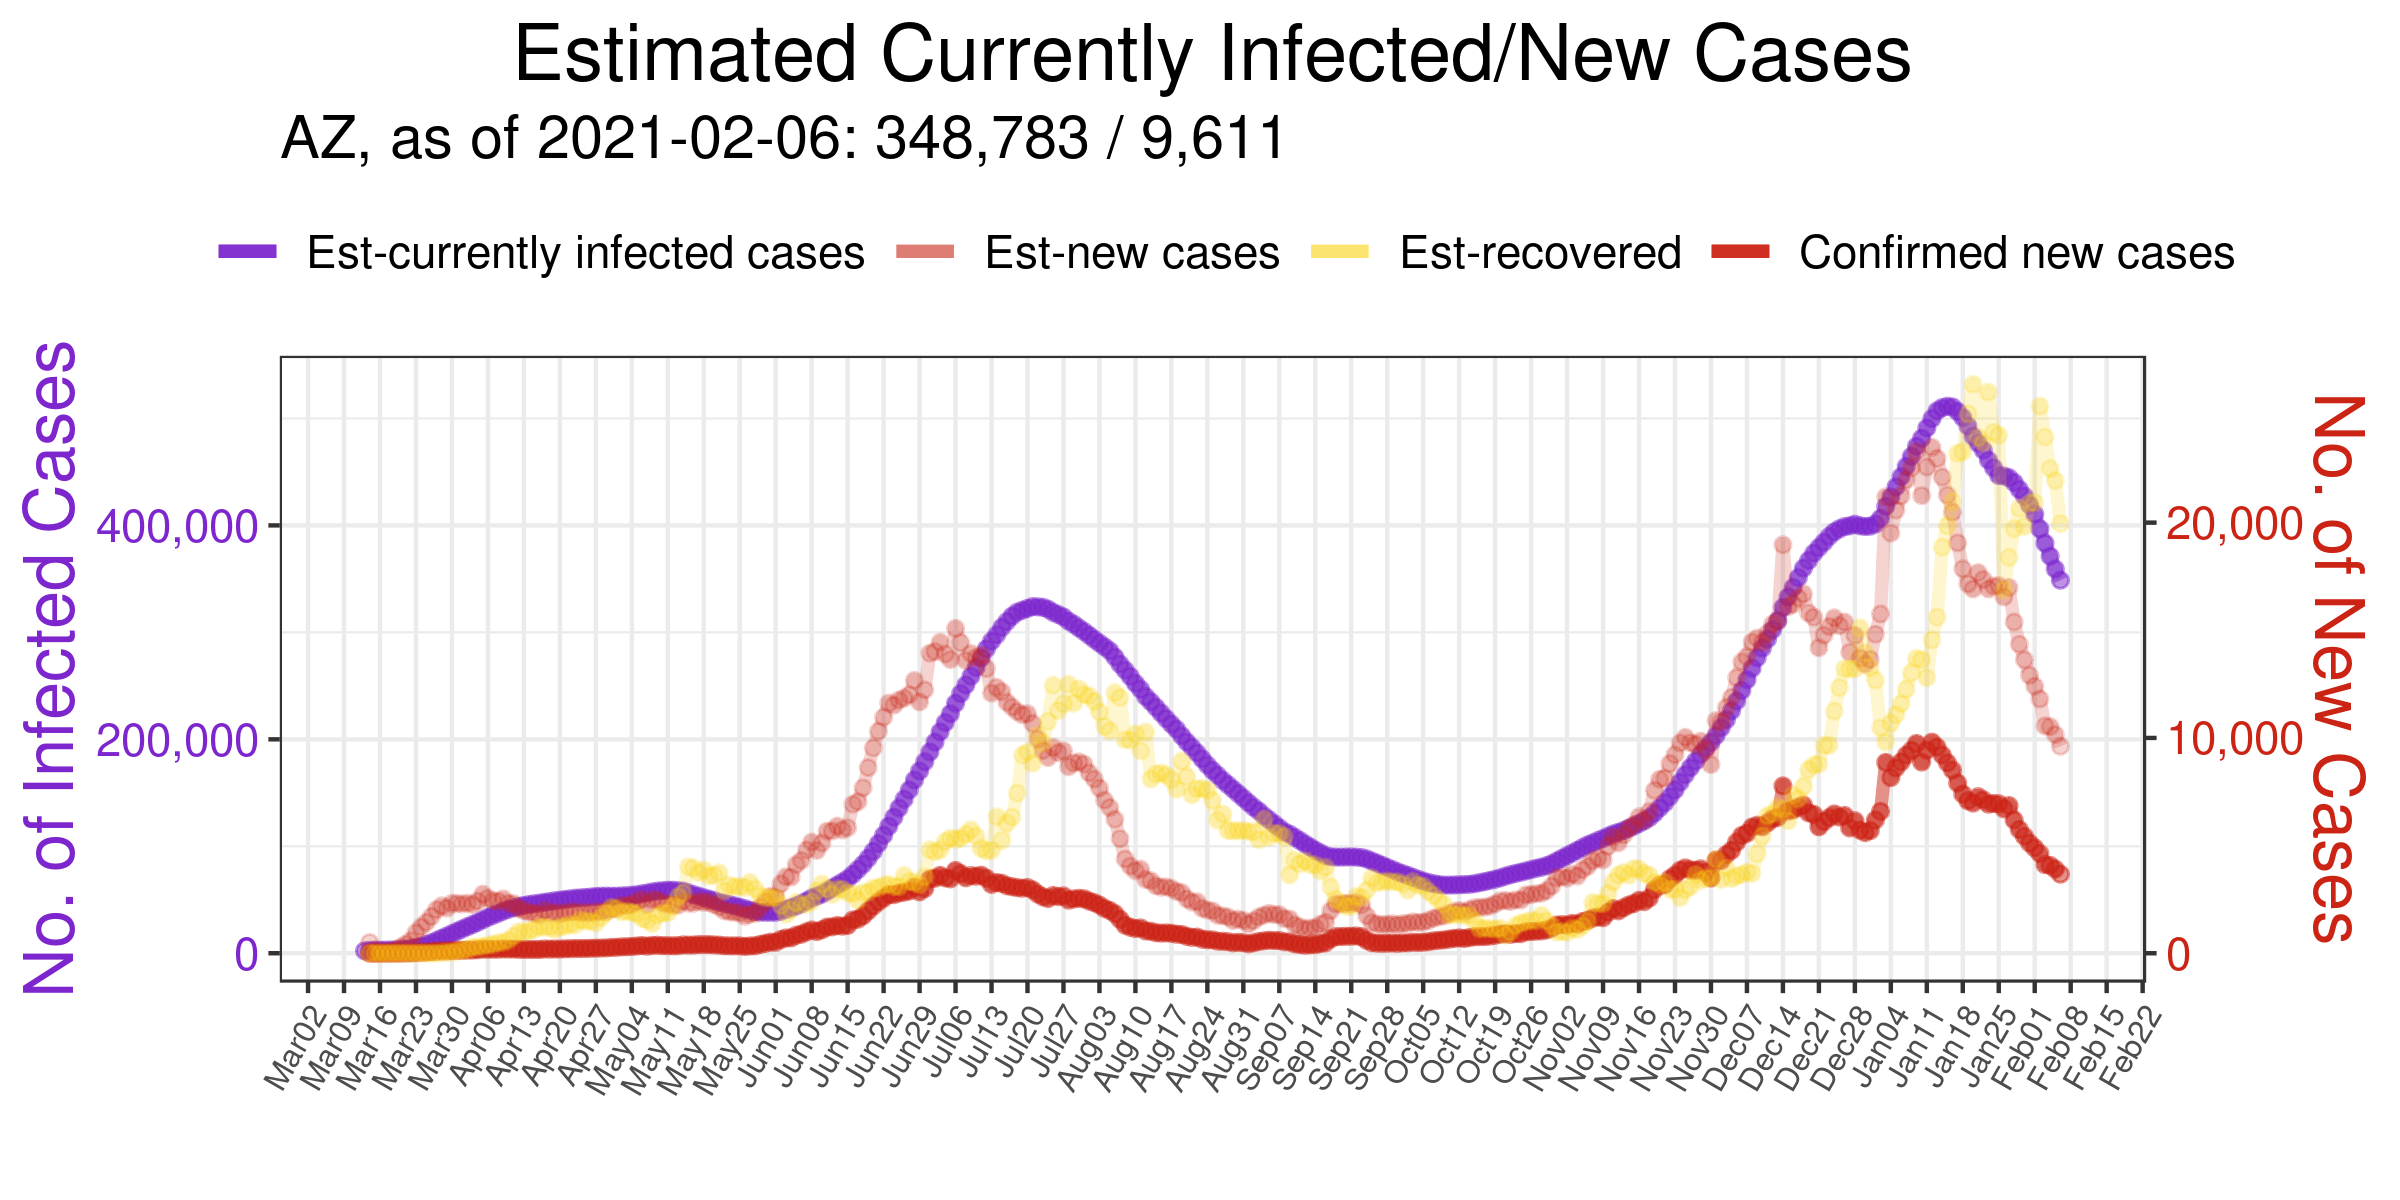 Estimated Currently Infected/New Cases
AZ, as of 2021-02-06: 348,783 / 9,611
Est-currently infected cases Est-new cases Est-recovered Confirmed new cases
No. of Infected Cases
400,000
200,000
0
20,000
10,000
0
No. of New Cases
Mar02 Mar09 Mar16 Mar23 Mar30 Apr06 Apr13 Apr20 Apr27 May04 May11 May18 May25 Jun01 Jun08 Jun15 Jun22 Jun29 Jul06 Jul13 Jul20 Jul27 Aug03 Aug10 Aug17 Aug24 Aug31 Sep07 Sep14 Sep21 Sep28 Oct05 Oct12 Oct19 Oct26 Nov02 Nov09 Nov16 Nov23 Nov30 Dec07 Dec14 Dec21 Dec28 Jan04 Jan11 Jan18 Jan25 Feb01 Feb08 Feb15 Feb22